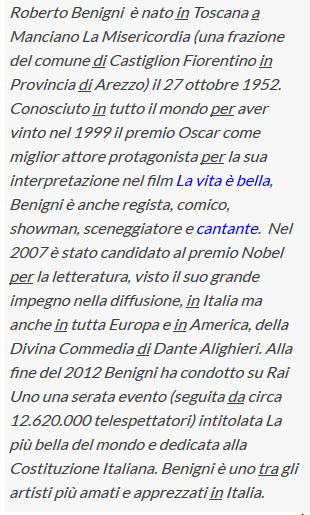 Roberto Benigni è nato in Toscana a
Manciano La Misericordia (una frazione
del comune di Castiglion Fiorentino in
Provincia di Arezzo) il 27 ottobre 1952.
Conosciuto in tutto il mondo per aver
vinto nel 1999 il premio Oscar come
miglior attore protagonista per la sua
interpretazione nel film La vita è bella,
Benigni è anche regista, comico,
showman, sceneggiatore e cantante. Nel
2007 è stato candidato al premio Nobel
per la letteratura, visto il suo grande
impegno nella diffusione, in Italia ma
anche in tutta Europa e in America, della
Divina Commedia di Dante Alighieri. Alla
fine del 2012 Benigni ha condotto su Rai
Uno una serata evento (seguita da circa
12.620.000 telespettatori) intitolata La
più bella del mondo e dedicata alla
Costituzione Italiana. Benigni è uno tra gli
artisti più amati e apprezzati in Italia.